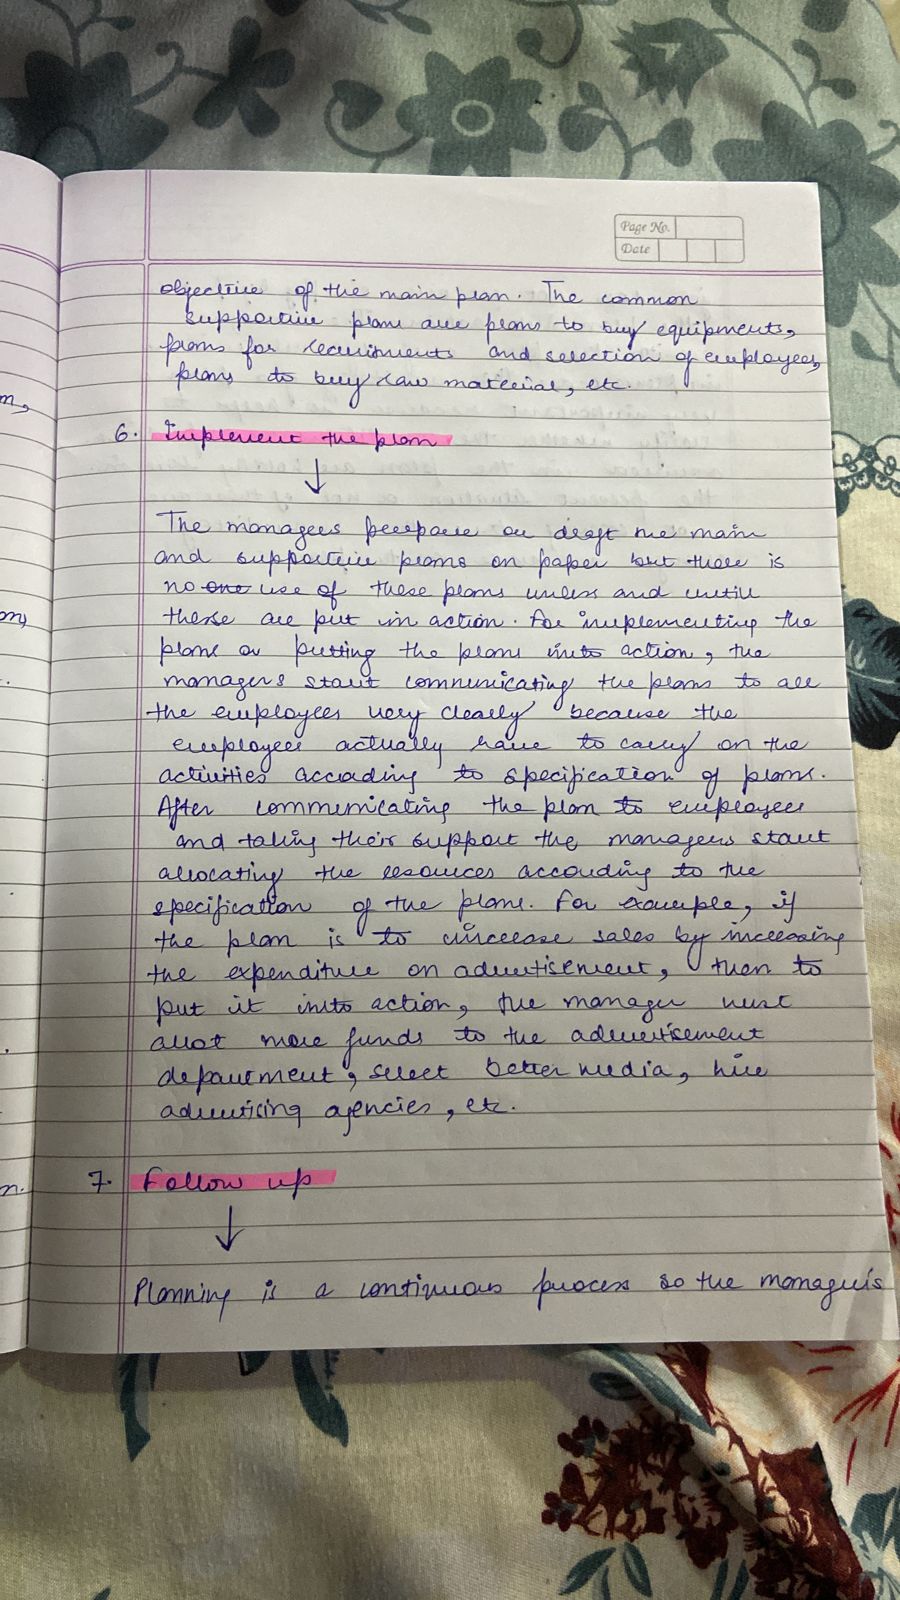 Page No.
Date
objective of the main plan. The common
supportive plans are plans to buy equipments,
plans for recruitments and selection of employees,
plans to buy raw material, etc.
m,
6. Implement the plan
↓
The managers prepare or draft the main
and supportive plans on paper but there is
no one use of these plans unless and untill
these are put in action. For implementing the
plans or putting the plans into action, the
managers start communicating the plans to all
the employees very clearly because the
employees actually have to carry on the
activities according to specification of plans.
After communicating the plan to employees
and taking their support the managers start
allocating the resources according to the
specification of the plans. For example, if
the plan is to increase sales by increasing
the expenditure on advertisement, then to
put it into action, the manager must
allot more funds to the advertisement
department, select better media, hire
advertising agencies, etc.
7. Follow up
n.
↓
Planning is a continuous process so the manager's